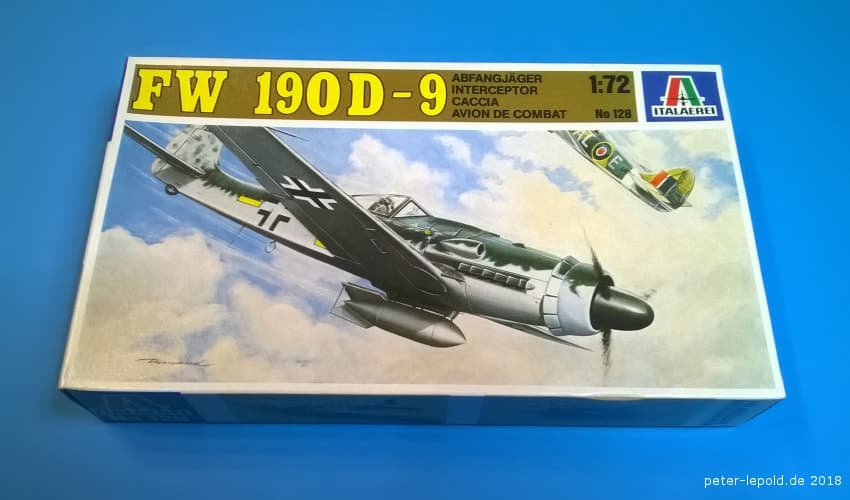 FW 190D-9
ABFANGJÄGER
INTERCEPTOR
CACCIA
AVION DE COMBAT
1:72
No 128
ITALAEREI
peter-lepold.de 2018